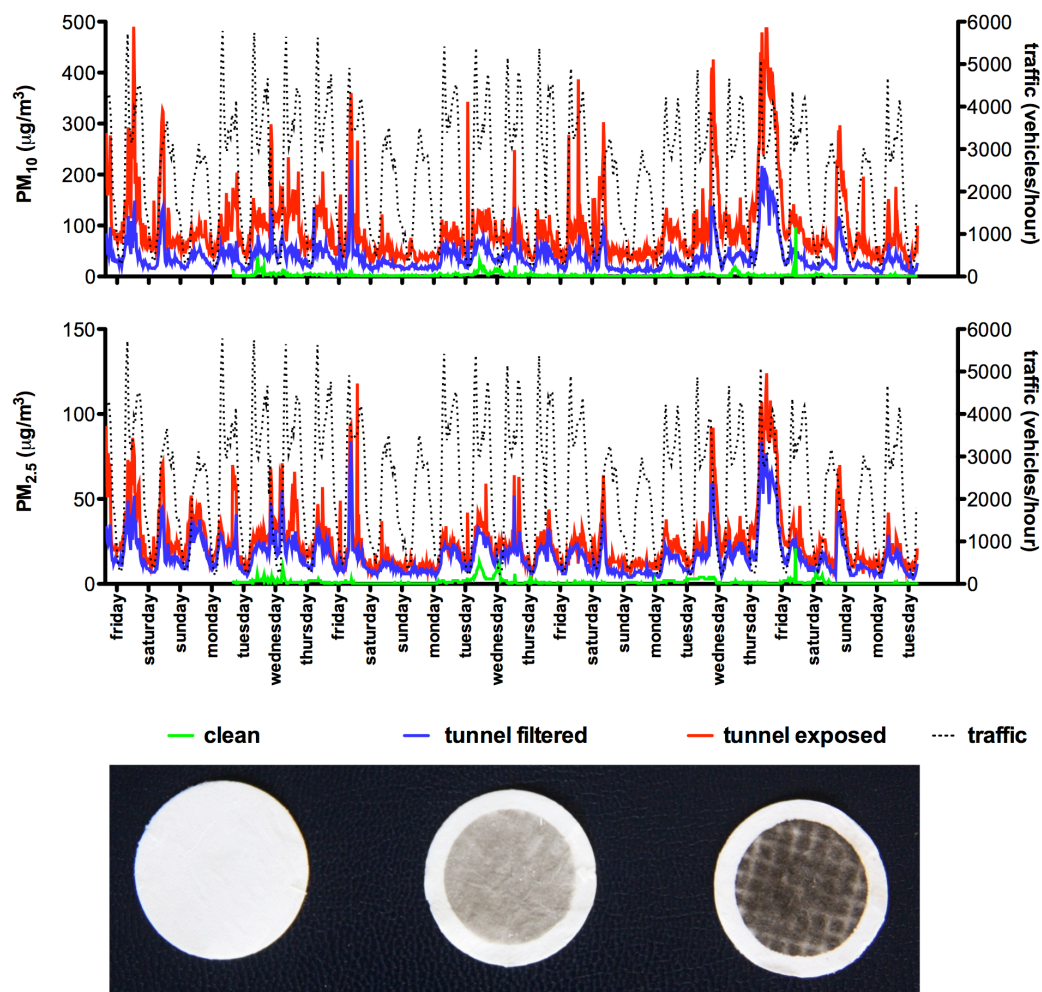 PM10 (µg/m3)
500
400
300
200
100
0
6000
5000
4000
3000
2000
1000
0
traffic (vehicles/hour)
PM2.5 (µg/m3)
150
100
50
0
6000
5000
4000
3000
2000
1000
0
traffic (vehicles/hour)
friday
saturday
sunday
monday
tuesday
wednesday
thursday
friday
saturday
sunday
monday
tuesday
wednesday
thursday
friday
saturday
sunday
monday
tuesday
wednesday
thursday
friday
saturday
sunday
monday
tuesday
clean
tunnel filtered
tunnel exposed
traffic